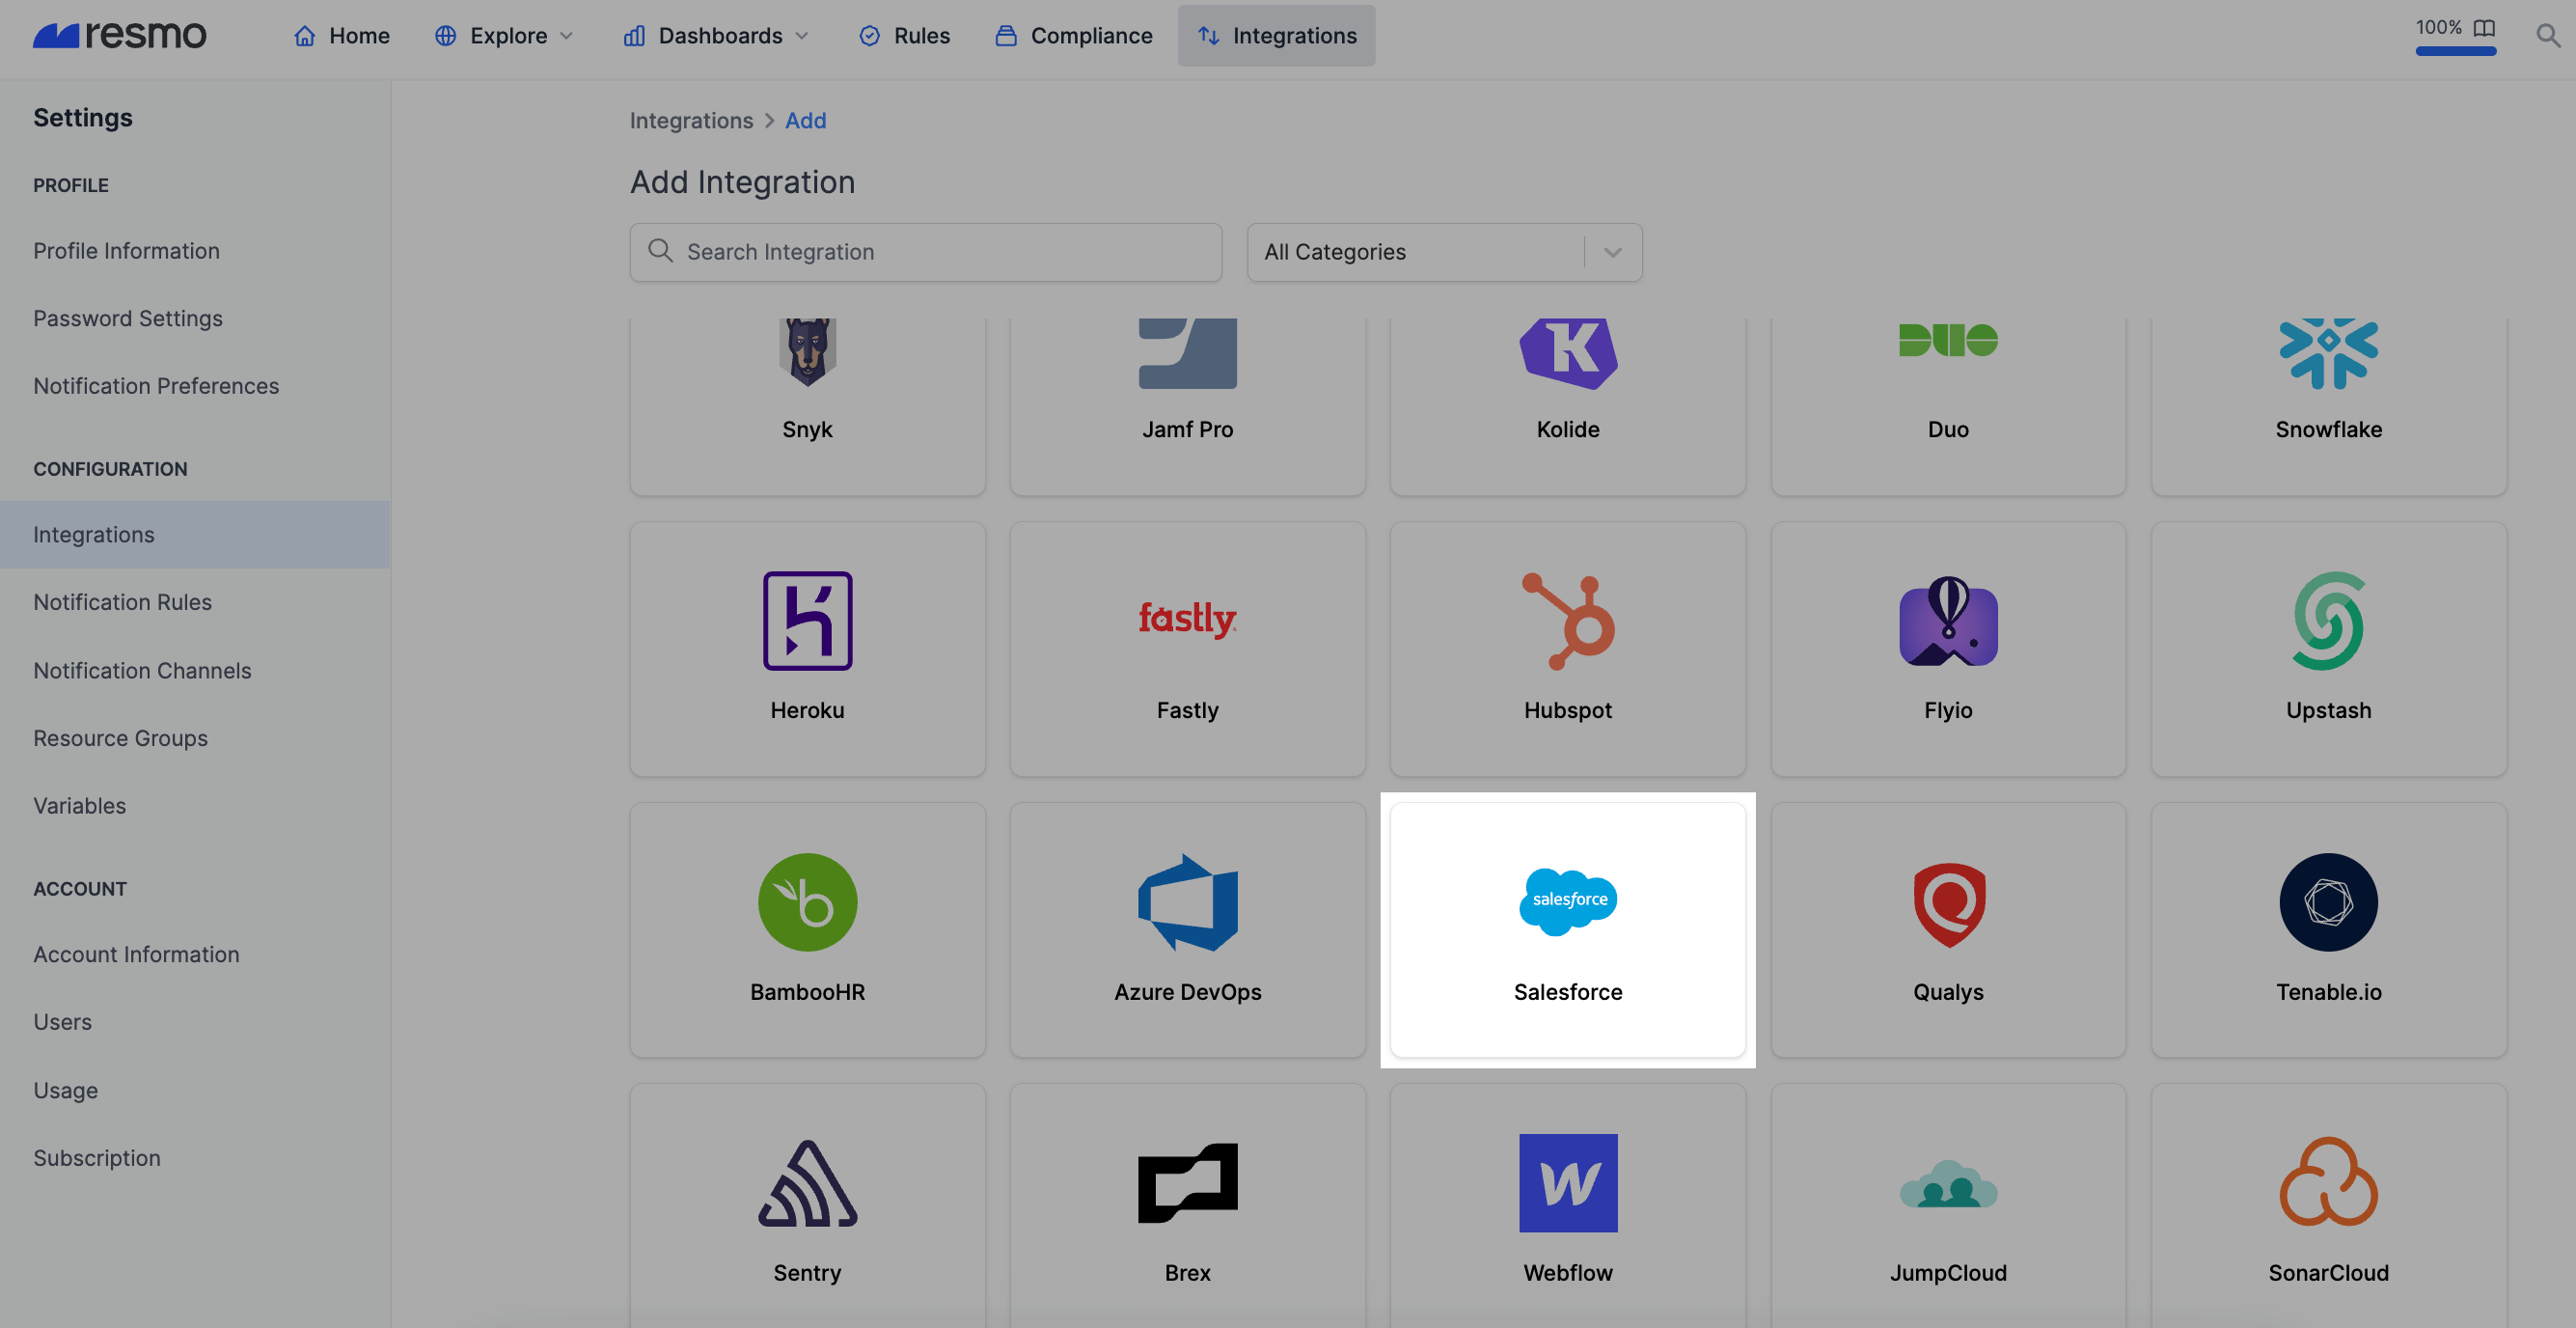 resmo
Home
Explore
Dashboards
Rules
Compliance
Integrations
100%
Settings
PROFILE
Profile Information
Password Settings
Notification Preferences
CONFIGURATION
Integrations
Notification Rules
Notification Channels
Resource Groups
Variables
ACCOUNT
Account Information
Users
Usage
Subscription
Integrations > Add
Add Integration
Search Integration
All Categories
Snyk
Jamf Pro
K
Kolide
DUO
Duo
Snowflake
Heroku
fastly
Fastly
Hubspot
Flyio
Upstash
b
BambooHR
Azure DevOps
salesforce
Salesforce
Qualys
Tenable.io
Sentry
Brex
W
Webflow
JumpCloud
SonarCloud